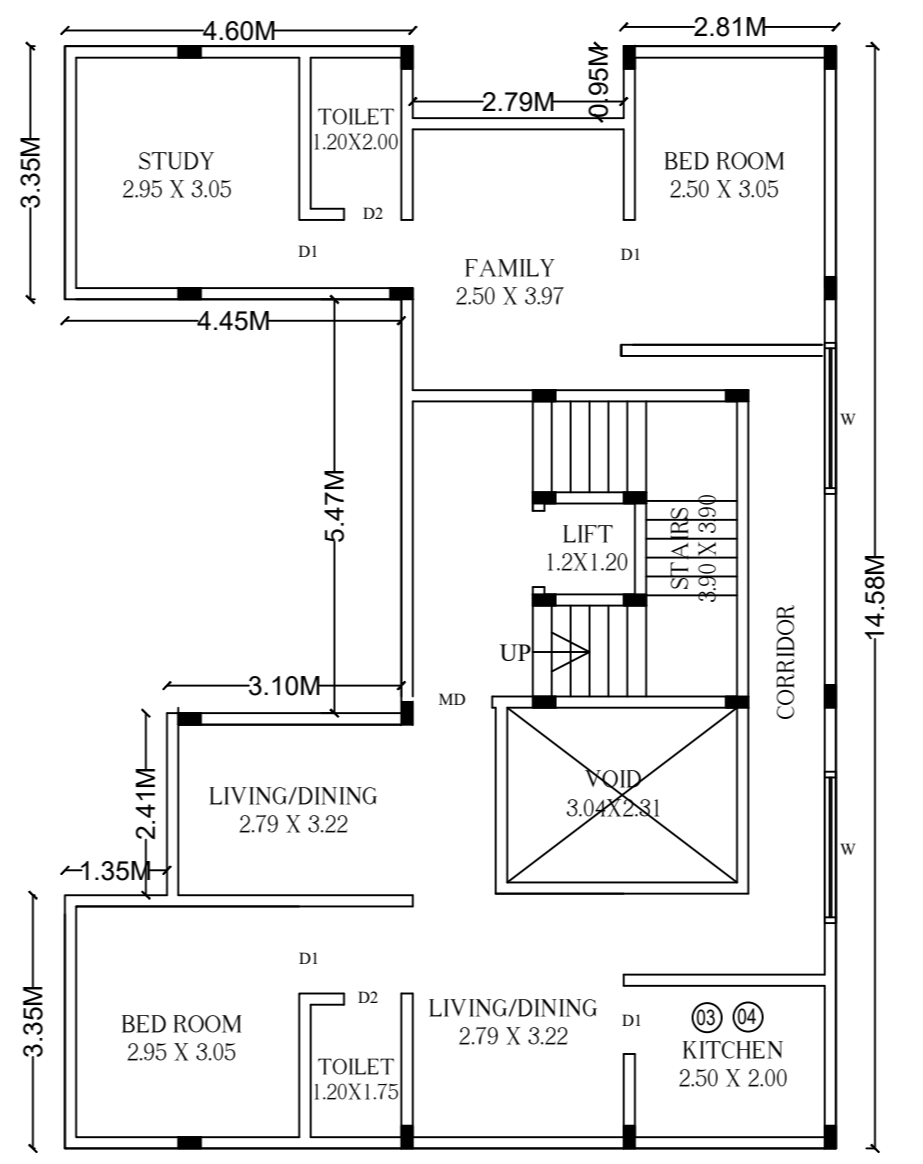 4.60M
2.81M
0.95M
2.79M
3.35M
STUDY
2.95 X 3.05
TOILET
1.20X2.00
BED ROOM
2.50 X 3.05
D2
D1
D1
FAMILY
2.50 X 3.97
4.45M
W
5.47M
LIFT
1.2X1.20
STAIRS
3.90 X 3.90
14.58M
UP
CORRIDOR
3.10M
MD
VOID
3.04X2.31
2.41M
LIVING/DINING
2.79 X 3.22
W
1.35M
3.35M
D1
D2
BED ROOM
2.95 X 3.05
TOILET
1.20X1.75
LIVING/DINING
2.79 X 3.22
D1
03 04
KITCHEN
2.50 X 2.00